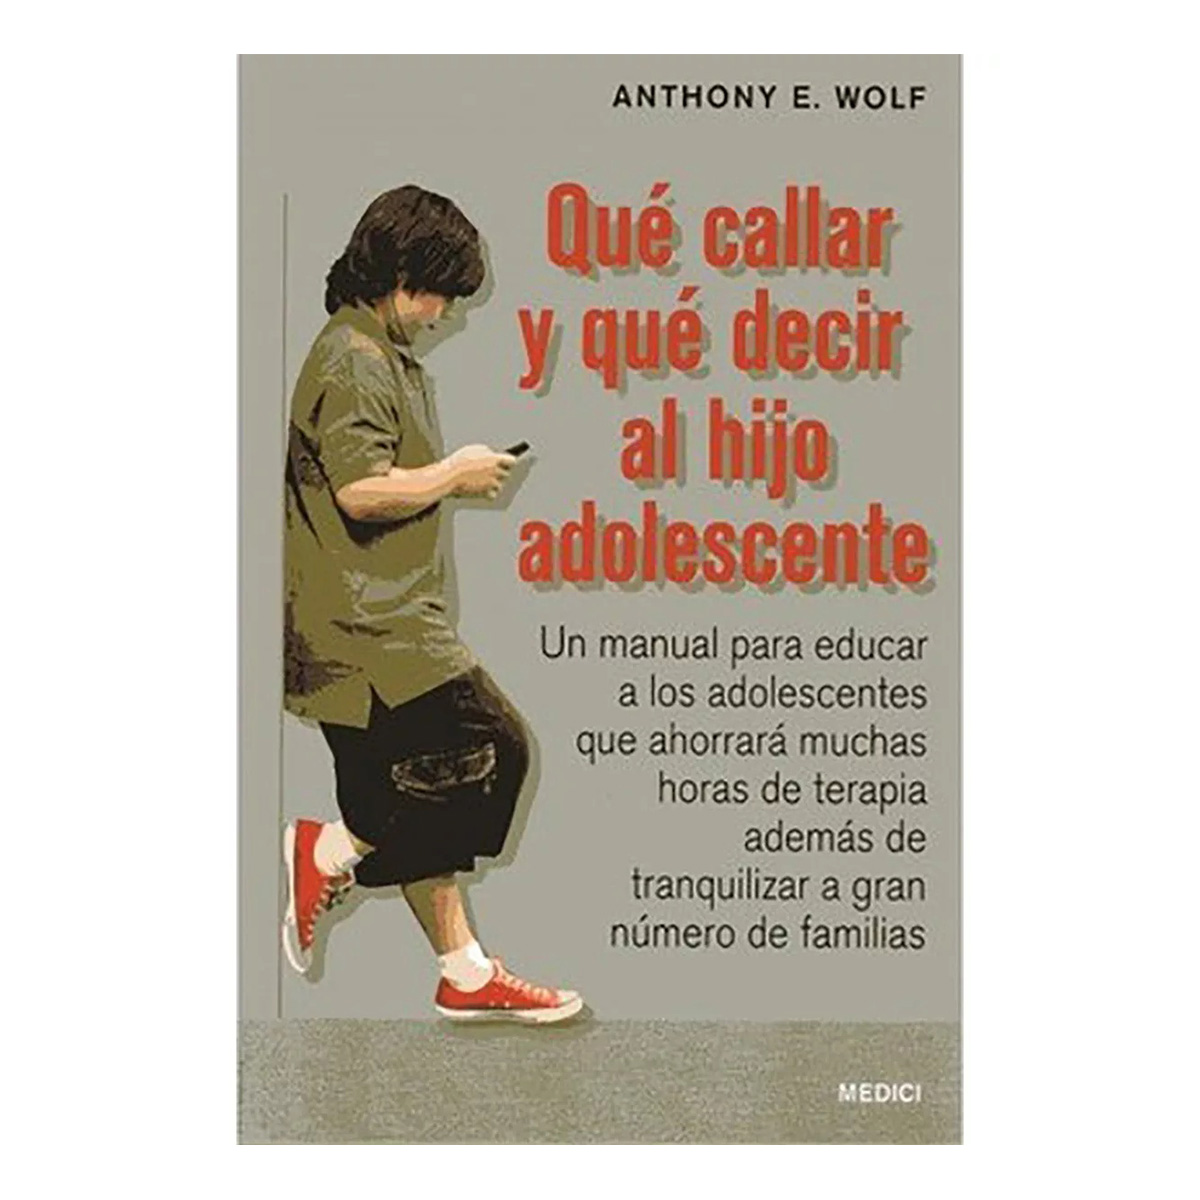 ANTHONY E. WOLF
Qué callar
y qué decir
al hijo
adolescente
Un manual para educar
a los adolescentes
que ahorrará muchas
horas de terapia
además de
tranquilizar a gran
número de familias
MEDICI